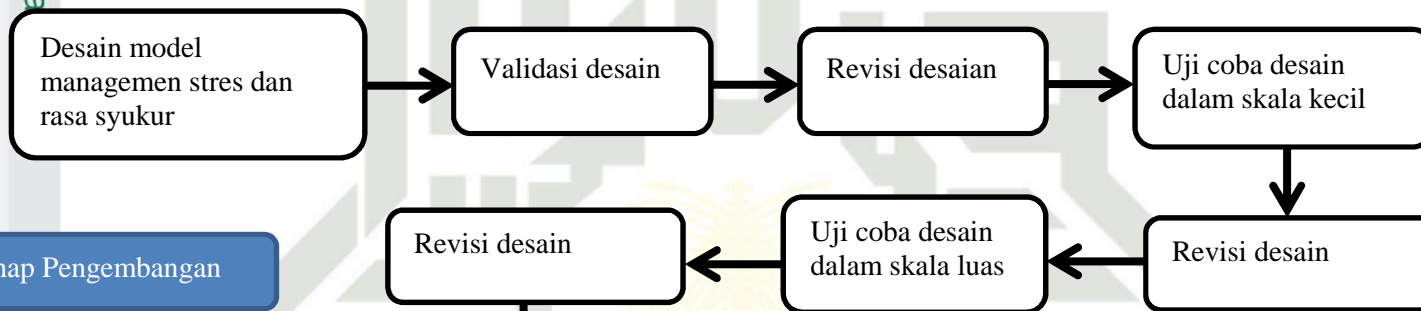 Desain model
managemen stres dan
rasa syukur
Validasi desain
Revisi desaian
Uji coba desain
dalam skala kecil
Revisi desain
Uji coba desain
dalam skala luas
Revisi desain
Pengembangan